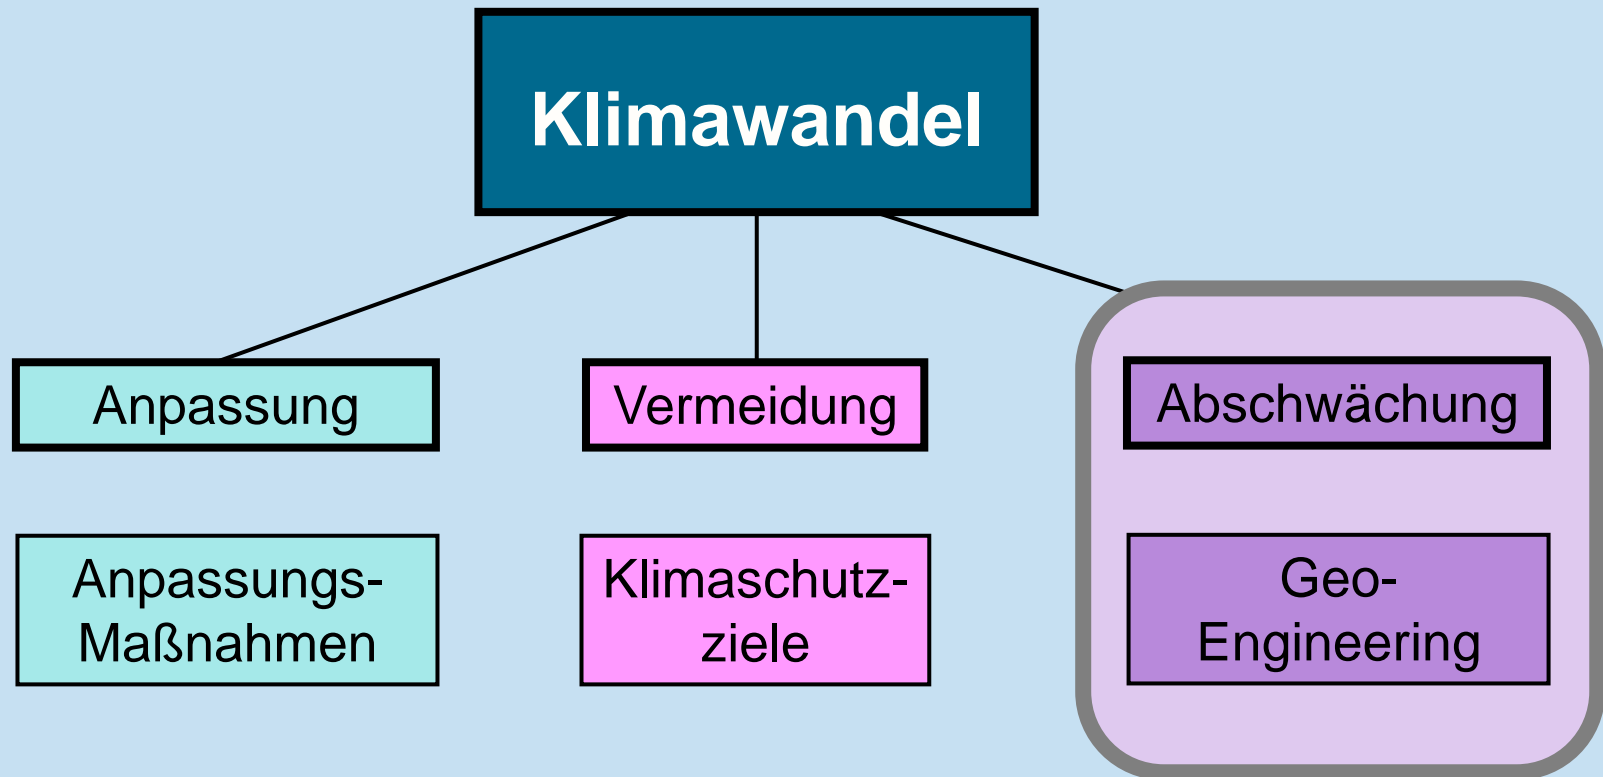 Klimawandel
Anpassung
Vermeidung
Abschwächung
Anpassungs-
Maßnahmen
Klimaschutz-
ziele
Geo-
Engineering